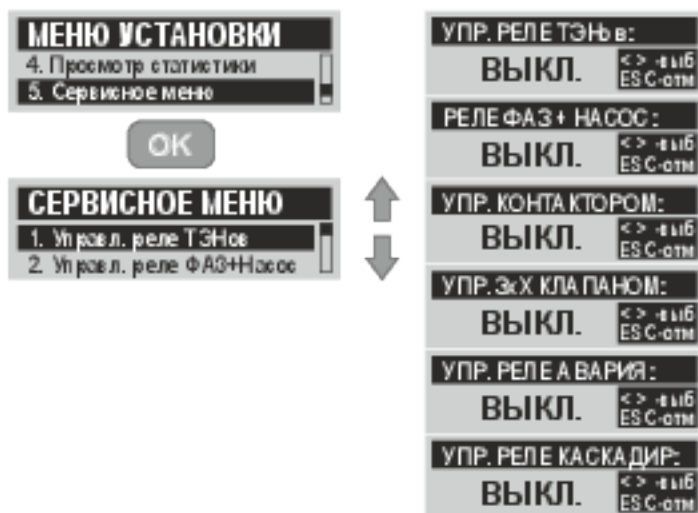 МЕНЮ УСТАНОВКИ
4. Просмотр статистики
5. Сервисное меню
OK
СЕРВИСНОЕ МЕНЮ
1. Управл. реле ТЭНов
2. Управл. реле ФАЗ+Насос
УПР. РЕЛЕ ТЭНов:
ВЫКЛ.
< > -выб
ESC-отм
РЕЛЕ ФАЗ + НАСОС:
ВЫКЛ.
< > -выб
ESC-отм
УПР. КОНТАКТОРОМ:
ВЫКЛ.
< > -выб
ESC-отм
УПР. 3хХ КЛАПАНОМ:
ВЫКЛ.
< > -выб
ESC-отм
УПР. РЕЛЕ АВАРИЯ:
ВЫКЛ.
< > -выб
ESC-отм
УПР. РЕЛЕ КАСКАДИР:
ВЫКЛ.
< > -выб
ESC-отм